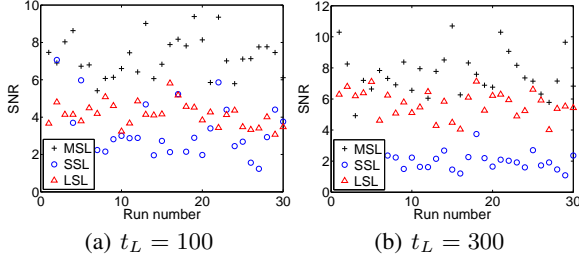 10
8
6
4
2
0
SNR
MSL
SSL
LSL
0 10 20 30
Run number
(a) t_L = 100
12
10
8
6
4
2
0
SNR
MSL
SSL
LSL
0 10 20 30
Run number
(b) t_L = 300